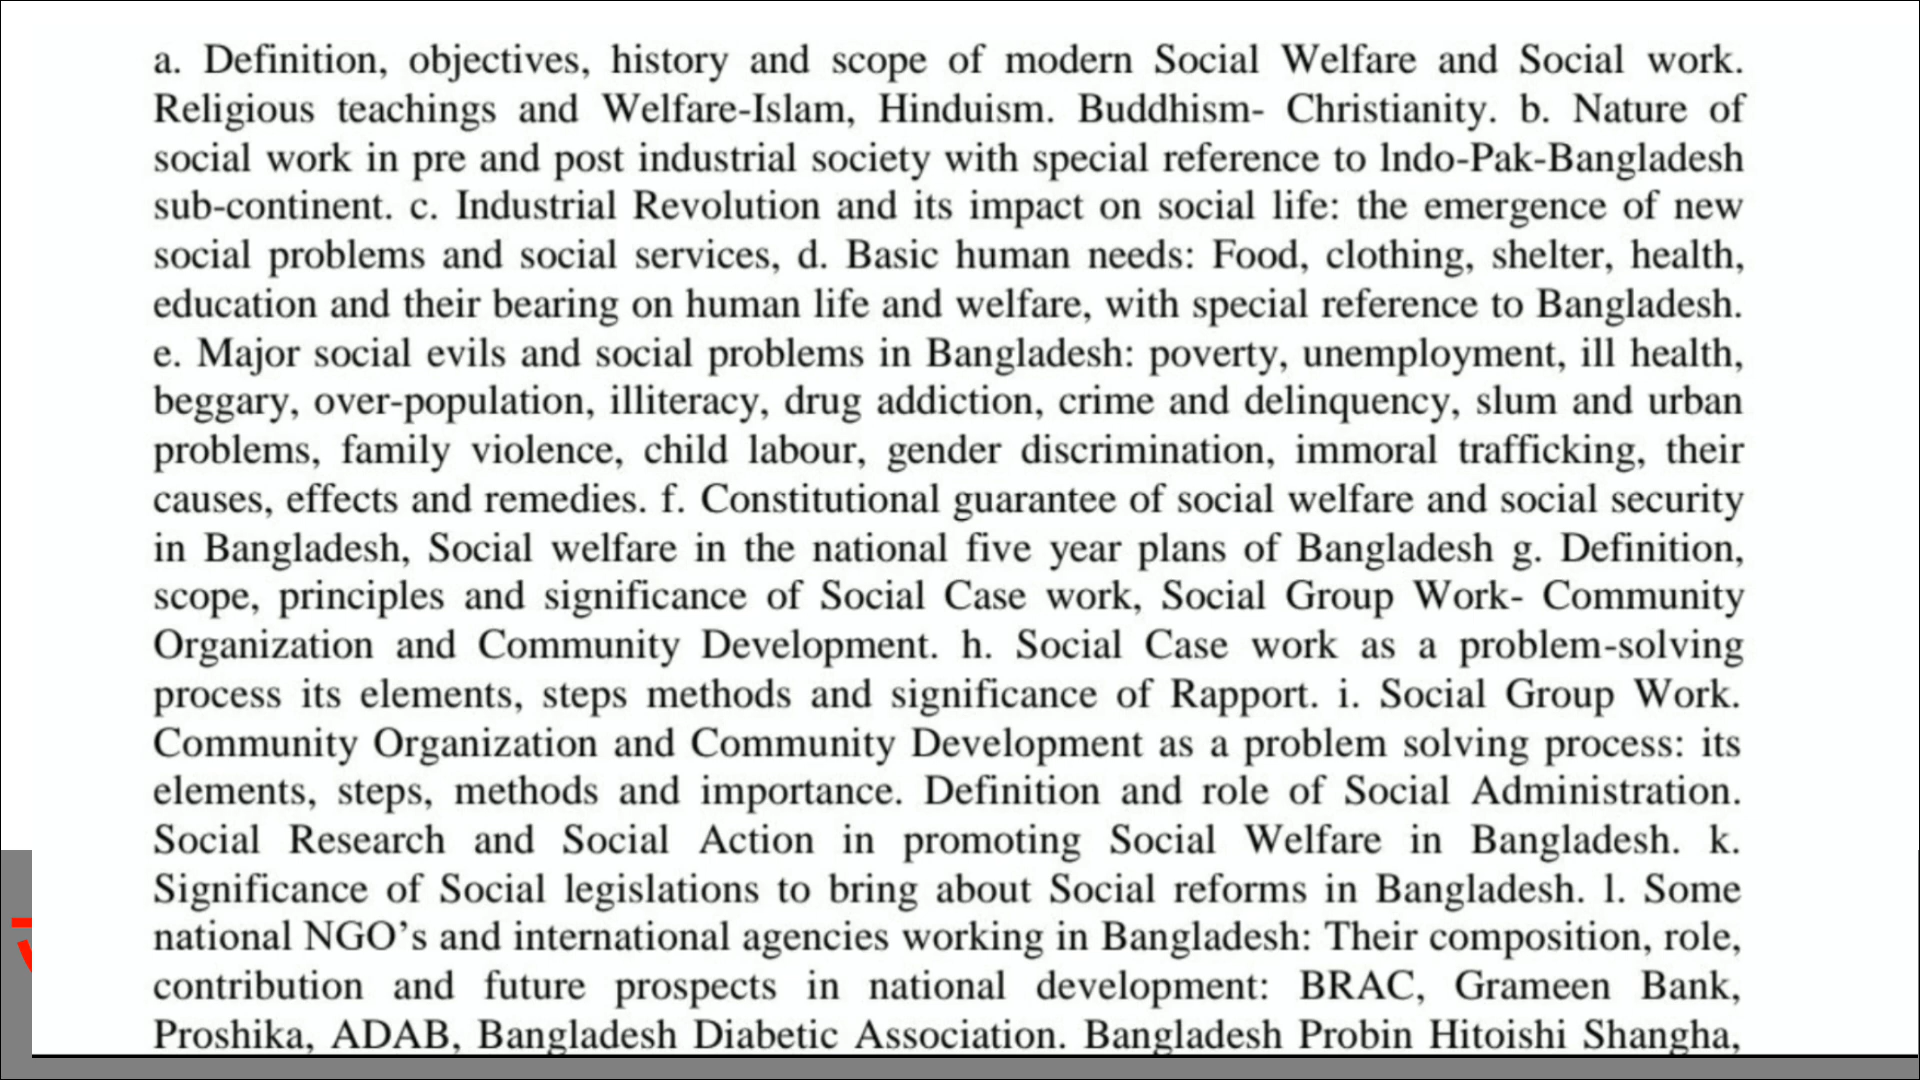 a. Definition, objectives, history and scope of modern Social Welfare and Social work.
Religious teachings and Welfare-Islam, Hinduism. Buddhism- Christianity. b. Nature of
social work in pre and post industrial society with special reference to lndo-Pak-Bangladesh
sub-continent. c. Industrial Revolution and its impact on social life: the emergence of new
social problems and social services, d. Basic human needs: Food, clothing, shelter, health,
education and their bearing on human life and welfare, with special reference to Bangladesh.
e. Major social evils and social problems in Bangladesh: poverty, unemployment, ill health,
beggary, over-population, illiteracy, drug addiction, crime and delinquency, slum and urban
problems, family violence, child labour, gender discrimination, immoral trafficking, their
causes, effects and remedies. f. Constitutional guarantee of social welfare and social security
in Bangladesh, Social welfare in the national five year plans of Bangladesh g. Definition,
scope, principles and significance of Social Case work, Social Group Work- Community
Organization and Community Development. h. Social Case work as a problem-solving
process its elements, steps methods and significance of Rapport. i. Social Group Work.
Community Organization and Community Development as a problem solving process: its
elements, steps, methods and importance. Definition and role of Social Administration.
Social Research and Social Action in promoting Social Welfare in Bangladesh. k.
Significance of Social legislations to bring about Social reforms in Bangladesh. l. Some
national NGO’s and international agencies working in Bangladesh: Their composition, role,
contribution and future prospects in national development: BRAC, Grameen Bank,
Proshika, ADAB, Bangladesh Diabetic Association. Bangladesh Probin Hitoishi Shangha,